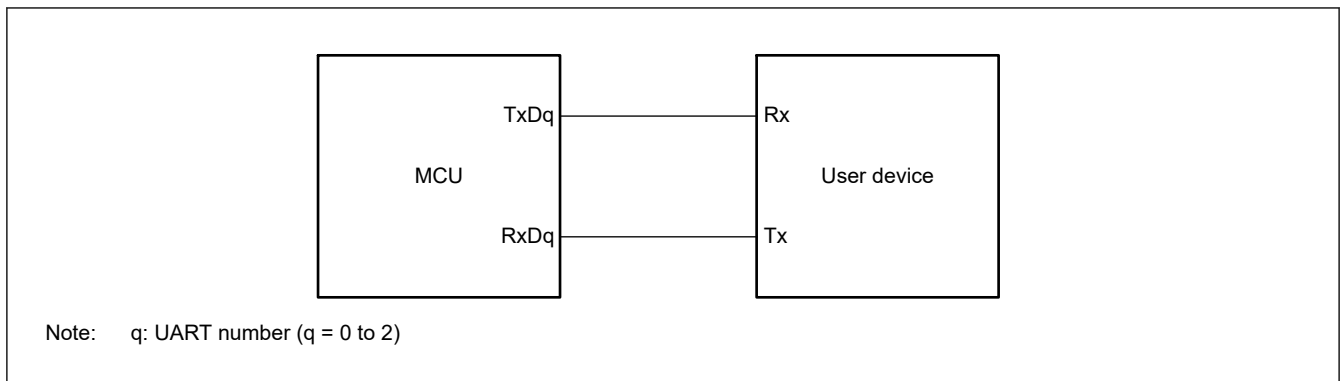 TxDq
Rx
MCU
User device
RxDq
Tx
Note: q: UART number (q = 0 to 2)